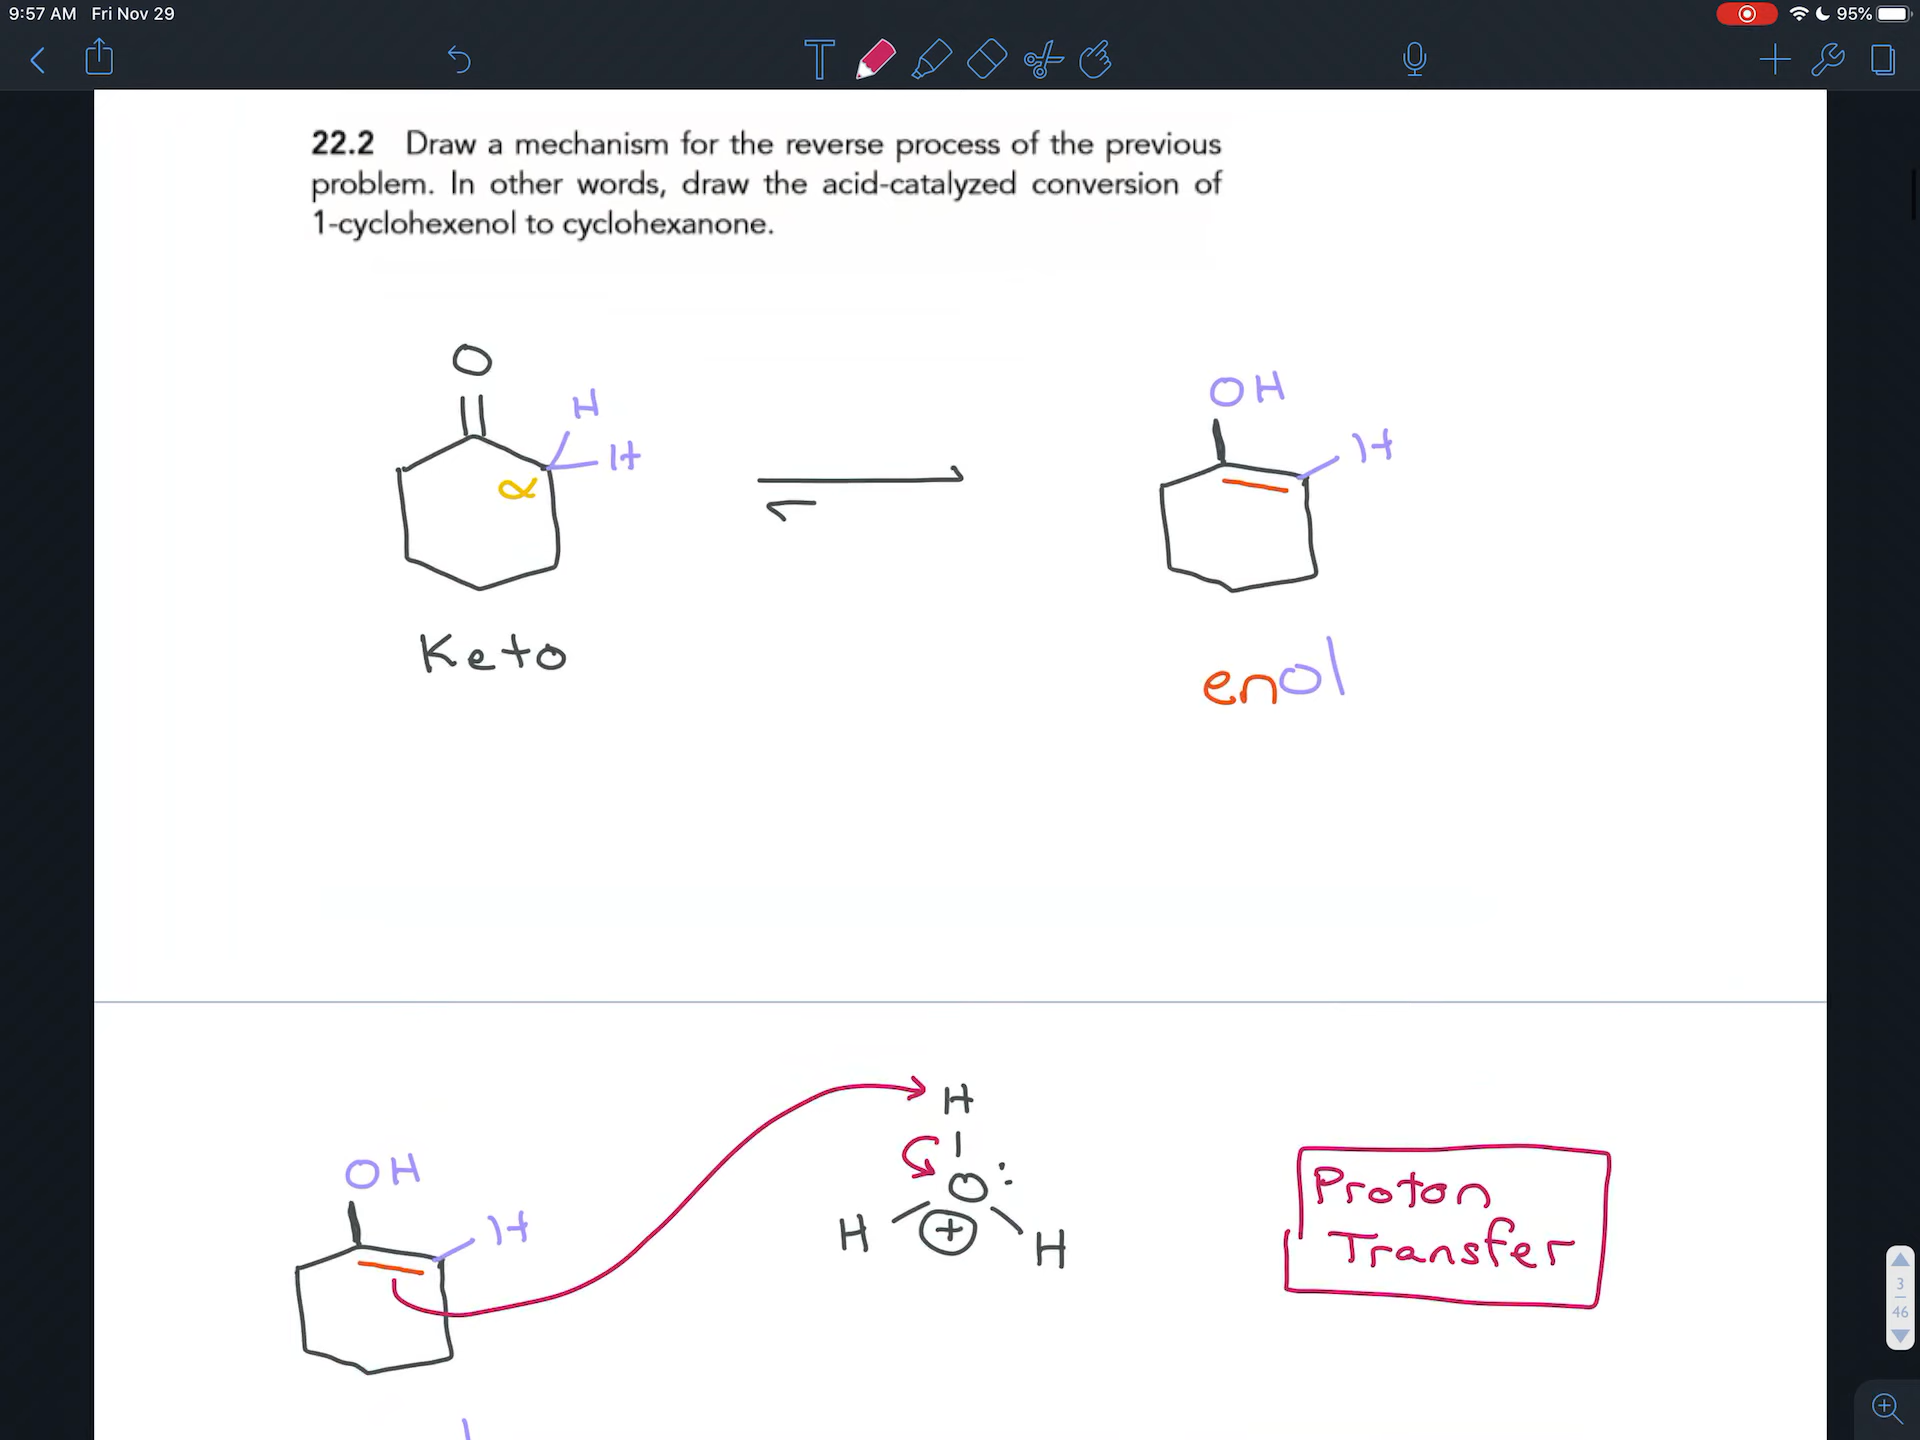 9:57 AM Fri Nov 29
95%
22.2 Draw a mechanism for the reverse process of the previous
problem. In other words, draw the acid-catalyzed conversion of
1-cyclohexenol to cyclohexanone.
O
H
H
α
Keto
OH
H
enol
OH
H
H
O:
H
+
H
Proton
Transfer
3
46